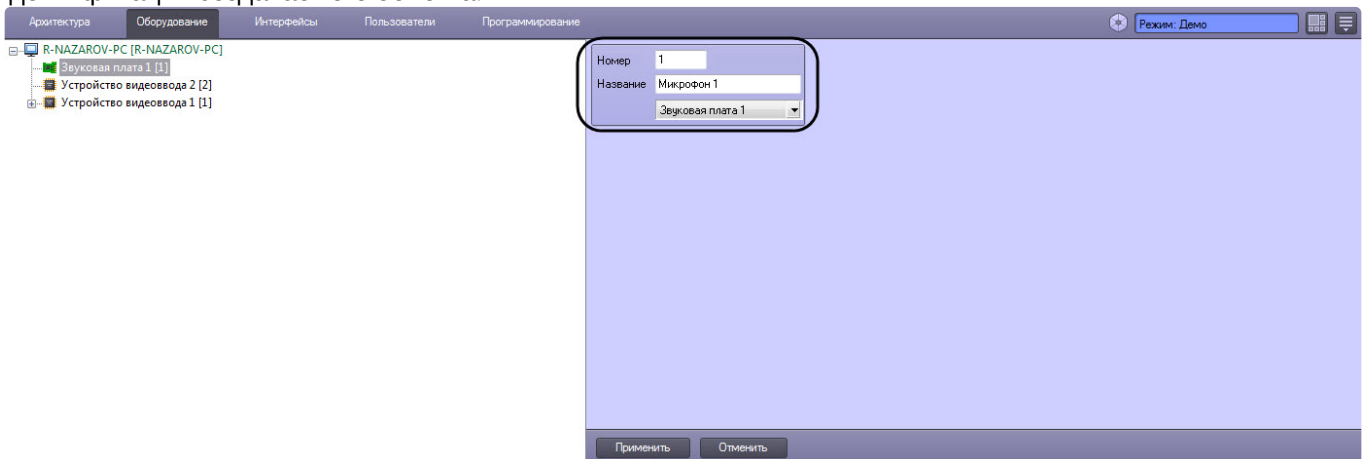 Архитектура Оборудование Интерфейсы Пользователи Программирование Режим: Демо
R-NAZAROV-PC [R-NAZAROV-PC]
Звуковая плата 1 [1]
Устройство видеоввода 2 [2]
Устройство видеоввода 1 [1]
Номер 1
Название Микрофон 1
Звуковая плата 1
Применить Отменить